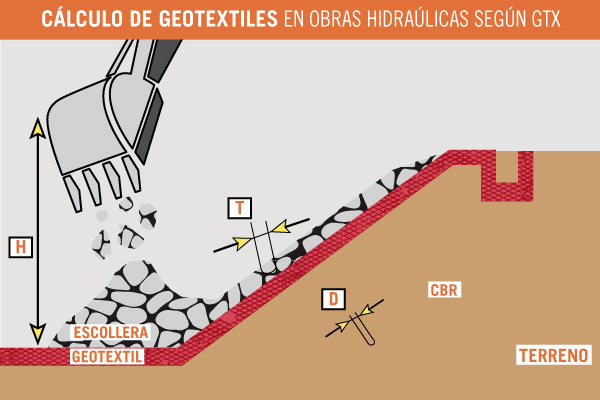 CÁLCULO DE GEOTEXTILES EN OBRAS HIDRAÚLICAS SEGÚN GTX
T
H
D
CBR
ESCOLLERA
GEOTEXTIL
TERRENO